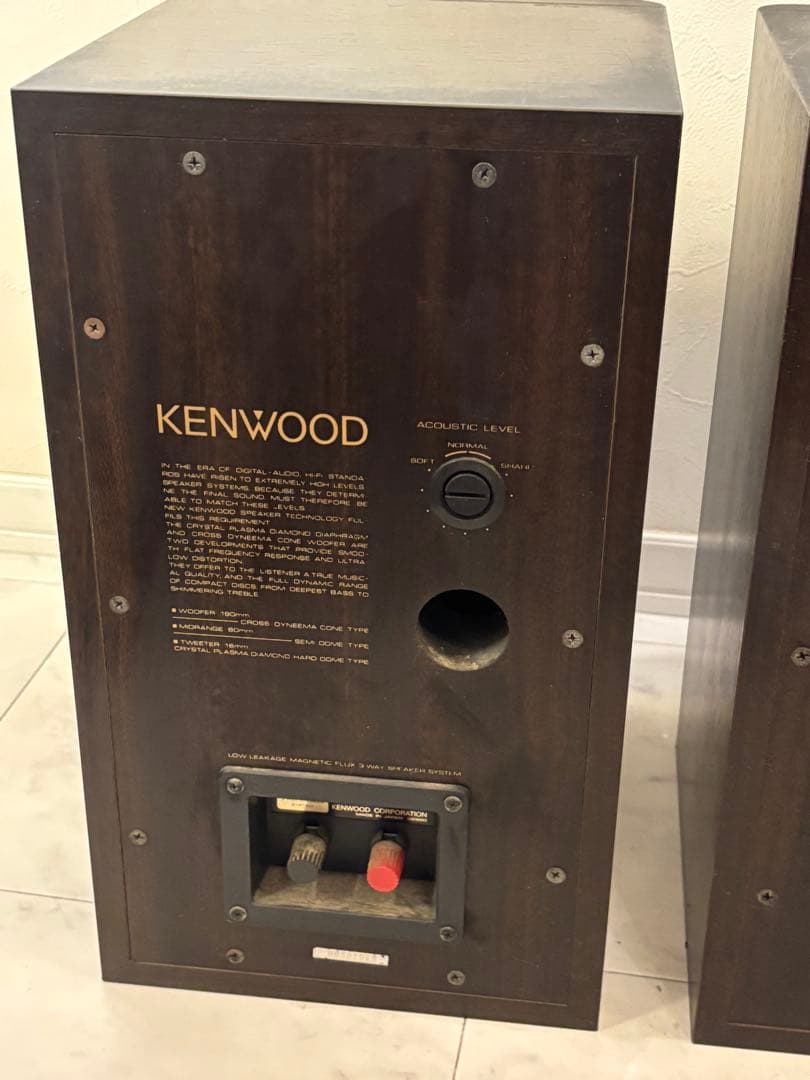 KENWOOD
IN THE ERA OF DIGITAL-AUDIO, HI-FI STANDA
RDS HAVE RISEN TO EXTREMELY HIGH LEVELS
SPEAKER SYSTEMS, BECAUSE THEY DETERMI
NE THE FINAL SOUND, MUST THEREFORE BE
ABLE TO MATCH THESE LEVELS
NEW KENWOOD SPEAKER TECHNOLOGY FUL-
FILS THIS REQUIREMENT
THE CRYSTAL PLASMA DIAMOND DIAPHRAGM
AND CROSS DYNEEMA CONE WOOFER ARE
TWO DEVELOPMENTS THAT PROVIDE SMOO-
TH FLAT FREQUENCY RESPONSE AND ULTRA
LOW DISTORTION.
THEY OFFER TO THE LISTENER A TRUE MUSIC-
AL QUALITY, AND THE FULL DYNAMIC RANGE
OF COMPACT DISCS, FROM DEEPEST BASS TO
SHIMMERING TREBLE
■ WOOFER 190mm
CROSS DYNEEMA CONE TYPE
■ MIDRANGE 80mm
SEMI DOME TYPE
■ TWEETER 16mm
CRYSTAL PLASMA DIAMOND HARD DOME TYPE
ACOUSTIC LEVEL
NORMAL
SOFT
SHARP
LOW LEAKAGE MAGNETIC FLUX 3 WAY SPEAKER SYSTEM
KENWOOD CORPORATION
MADE IN JAPAN